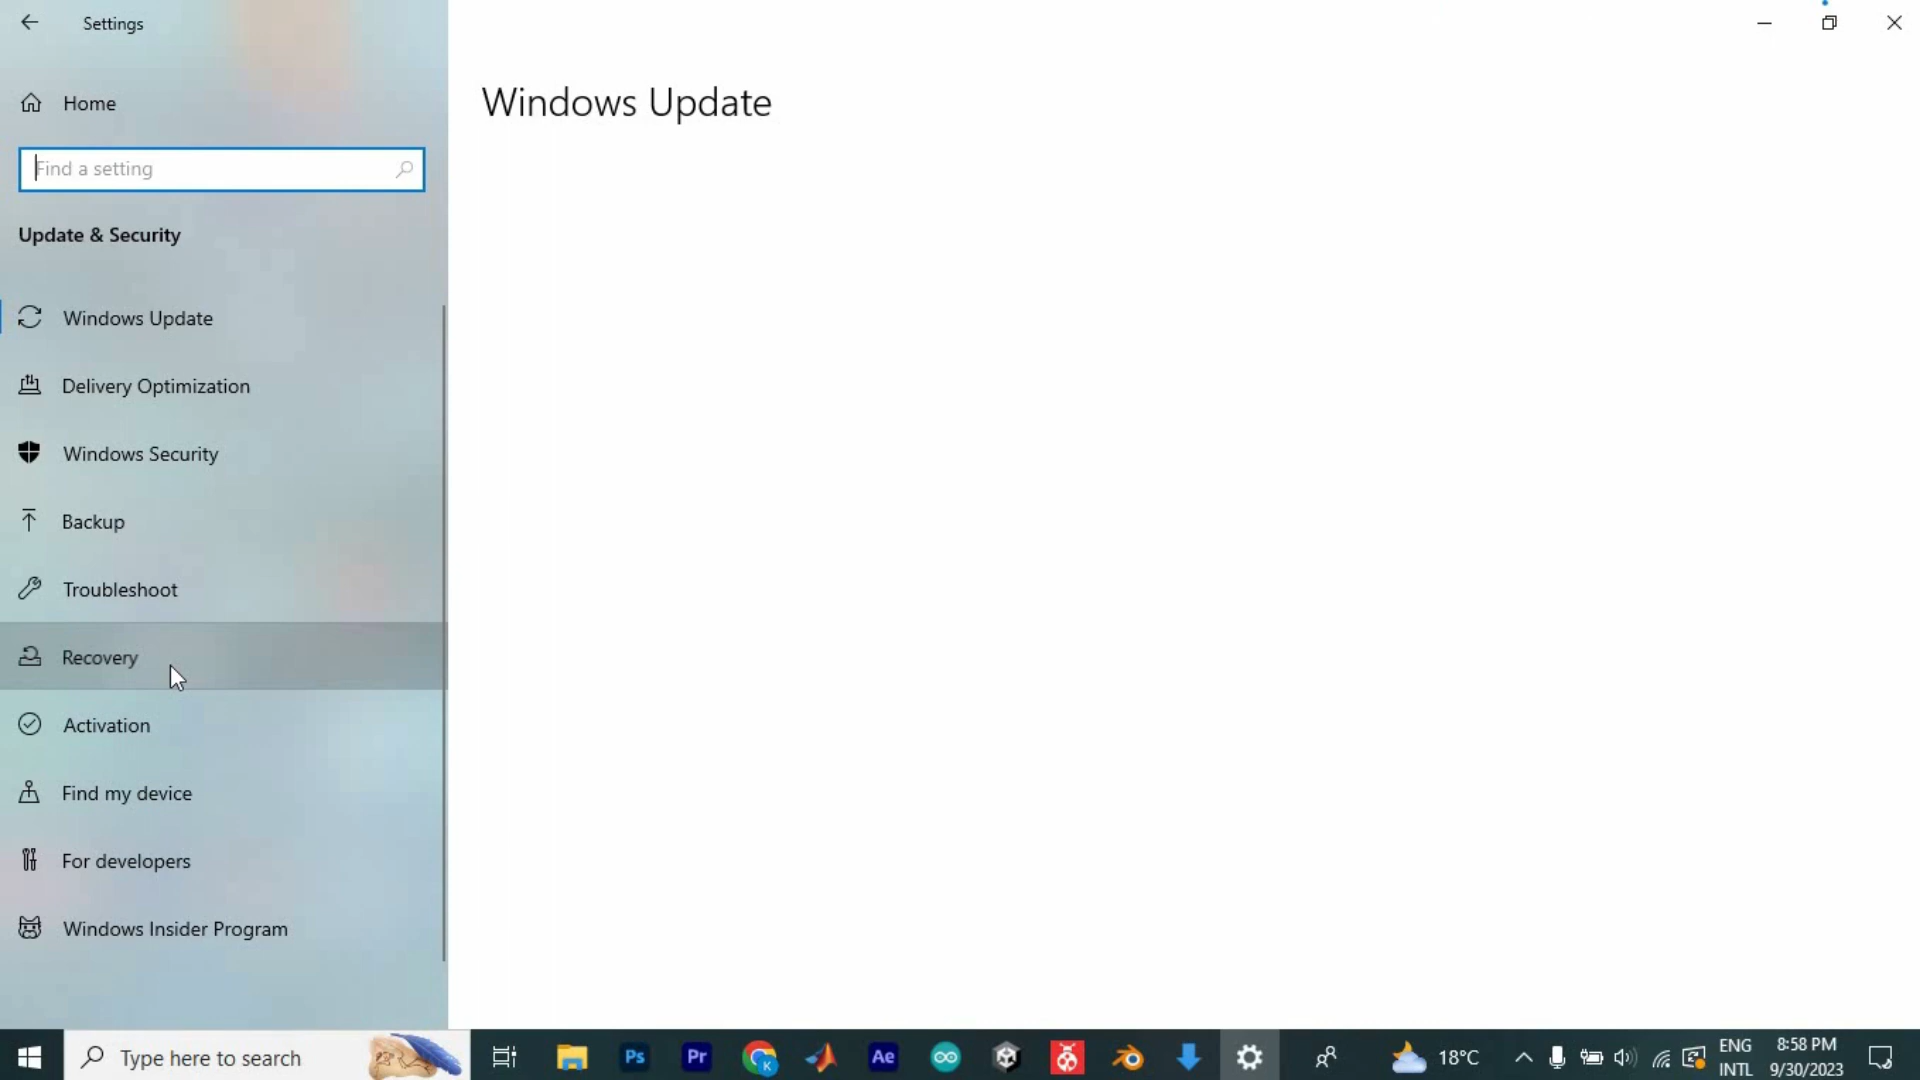 Settings
Home
Find a setting
Update & Security
Windows Update
Delivery Optimization
Windows Security
Backup
Troubleshoot
Recovery
Activation
Find my device
For developers
Windows Insider Program
Windows Update
Type here to search
Ps
Pr
K
Ae
18°C
ENG
INTL
8:58 PM
9/30/2023